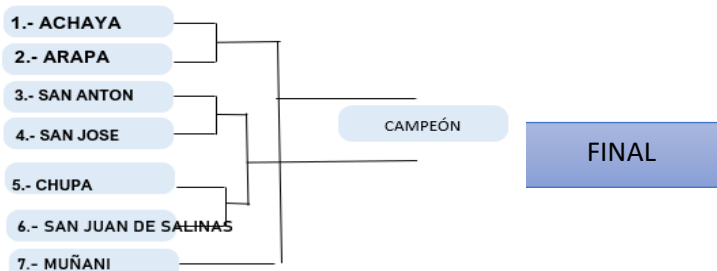 1.- ACHAYA
2.- ARAPA
3.- SAN ANTON
4.- SAN JOSE
5.- CHUPA
6.- SAN JUAN DE SALINAS
7.- MUÑANI
CAMPEÓN
FINAL